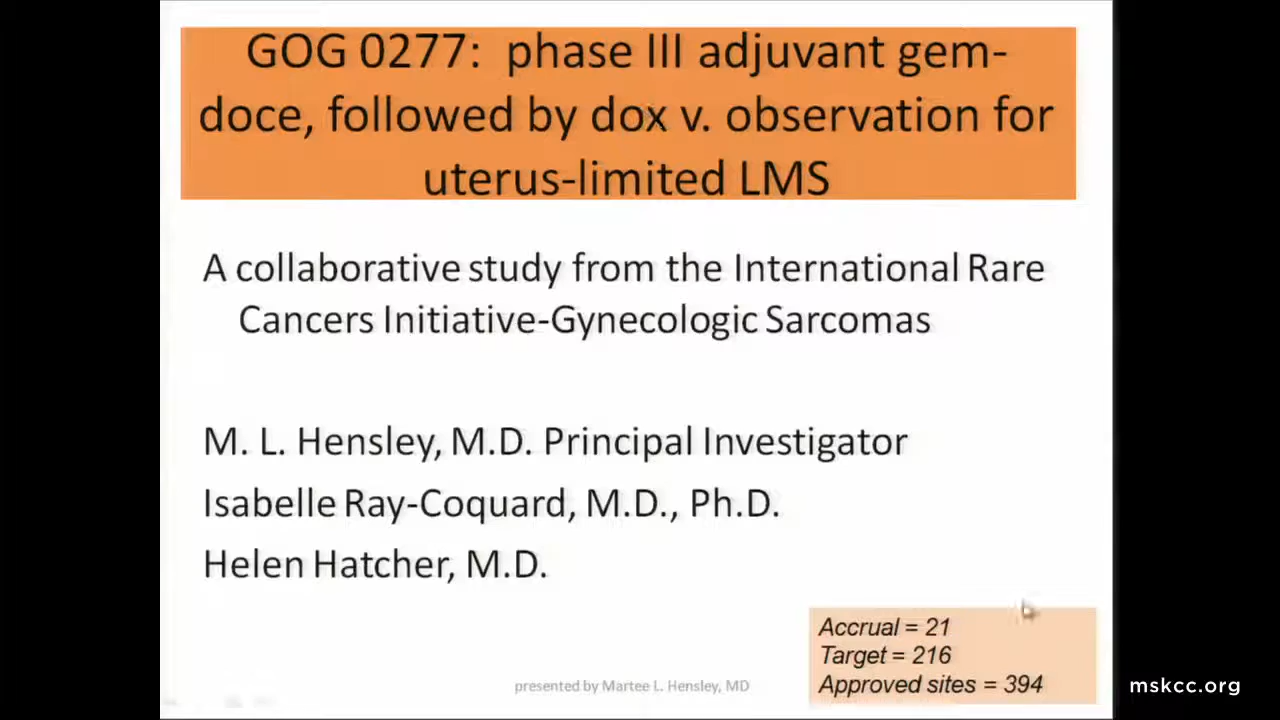 GOG 0277: phase III adjuvant gem-
doce, followed by dox v. observation for
uterus-limited LMS
A collaborative study from the International Rare
Cancers Initiative-Gynecologic Sarcomas
M. L. Hensley, M.D. Principal Investigator
Isabelle Ray-Coquard, M.D., Ph.D.
Helen Hatcher, M.D.
Accrual = 21
Target = 216
Approved sites = 394
presented by Martee L. Hensley, MD
mskcc.org